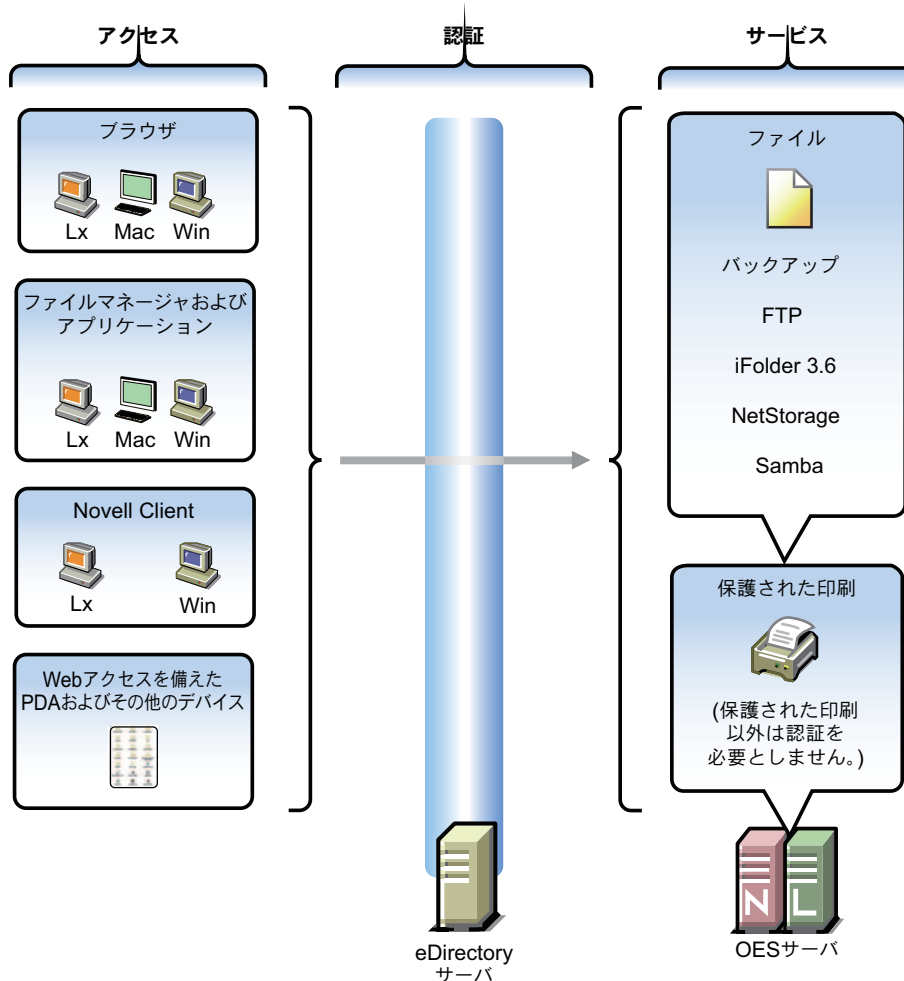 アクセス
認証
サービス
ブラウザ
Lx Mac Win
ファイルマネージャおよび
アプリケーション
Lx Mac Win
Novell Client
Lx Win
Webアクセスを備えた
PDAおよびその他のデバイス
eDirectory
サーバ
ファイル
バックアップ
FTP
iFolder 3.6
NetStorage
Samba
保護された印刷
(保護された印刷
以外は認証を
必要としません。)
N L
OESサーバ